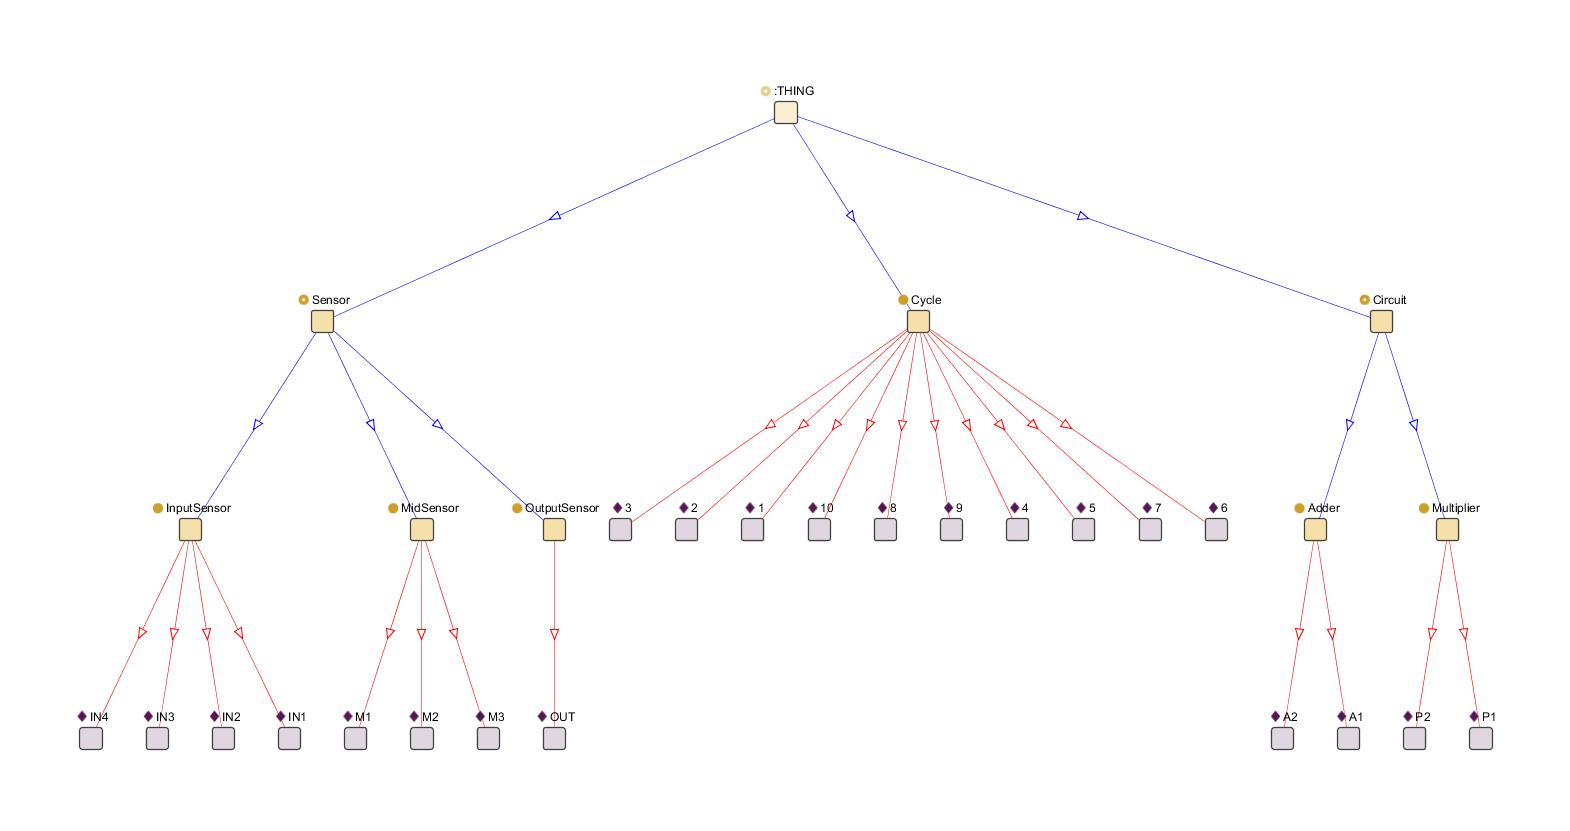 :THING
Sensor
Cycle
Circuit
InputSensor
MidSensor
OutputSensor
3
2
1
10
8
9
4
5
7
6
Adder
Multiplier
IN4
IN3
IN2
IN1
M1
M2
M3
OUT
A2
A1
P2
P1